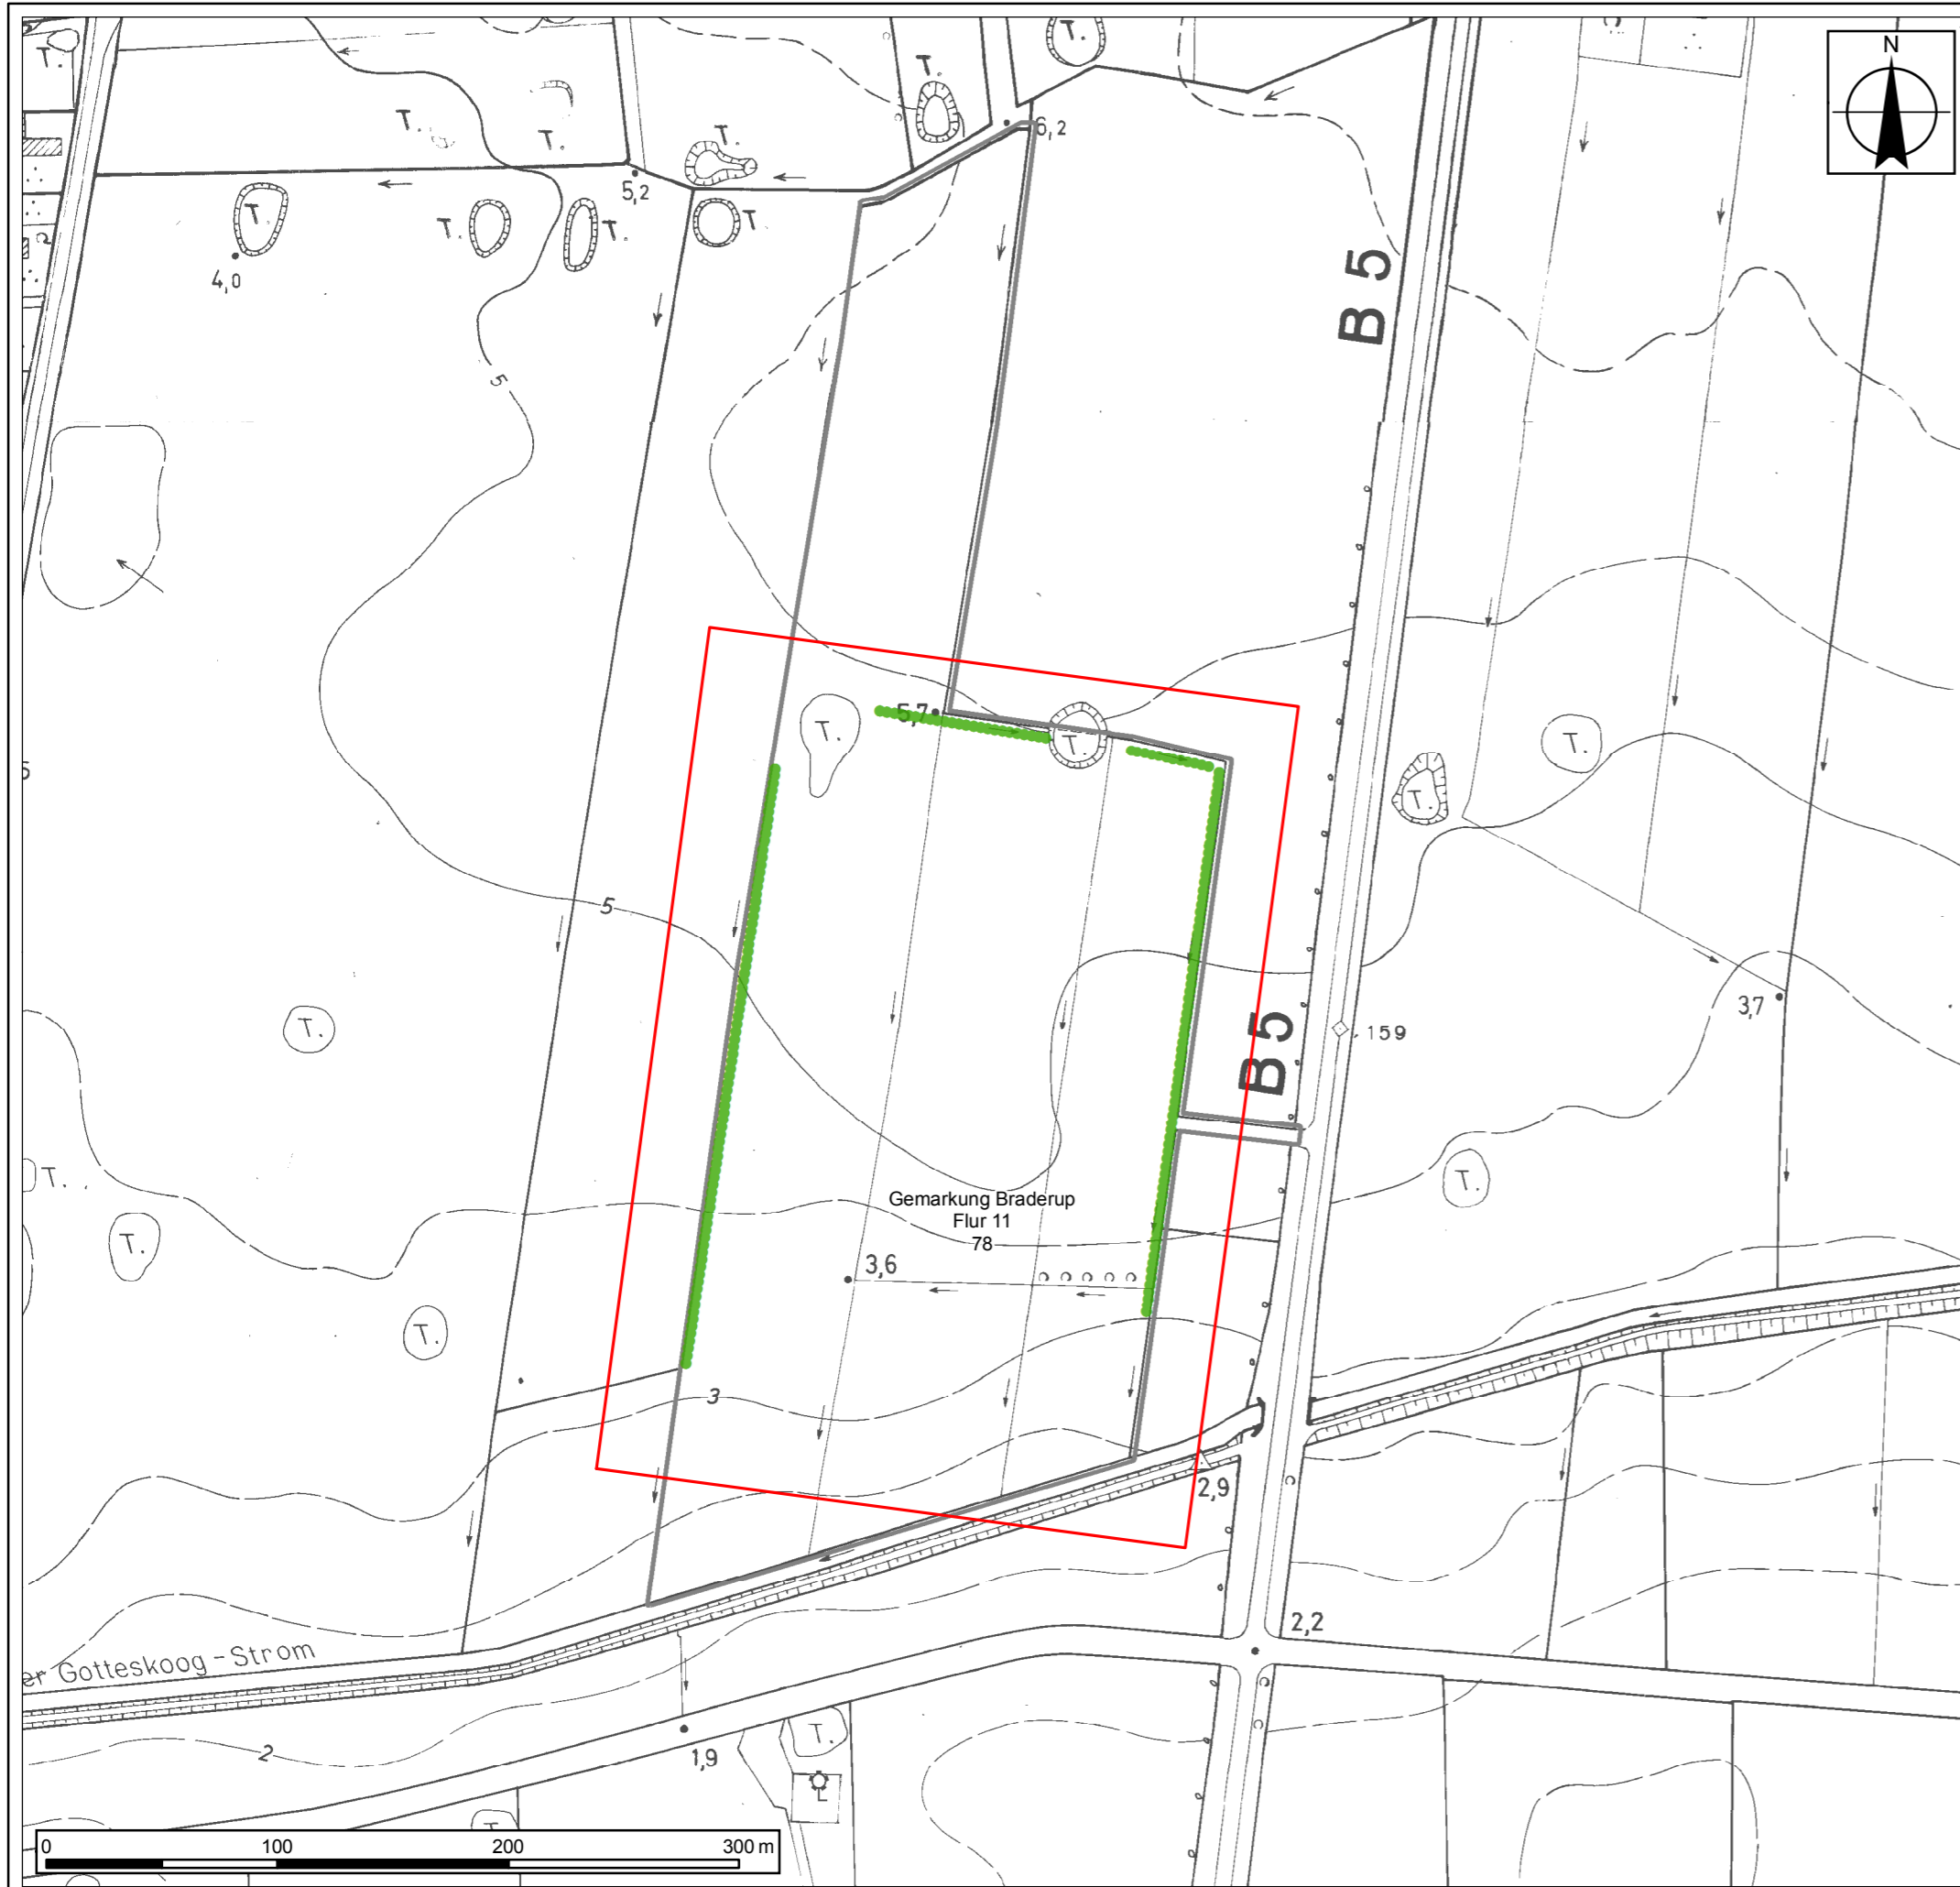 T.
T.
N
T.
6,2
T.
T.
T.
5,2
T.
T.
T.
T
4,0
B 5
5
5,7
T.
T.
T.
T.
5
T.
3,7
B 5
159
T.
T.
T.
Gemarkung Braderup
Flur 11
78
3,6
T.
3
2,9
2,2
er Gotteskoog-Strom
2
1,9
T.
T
0 100 200 300 m